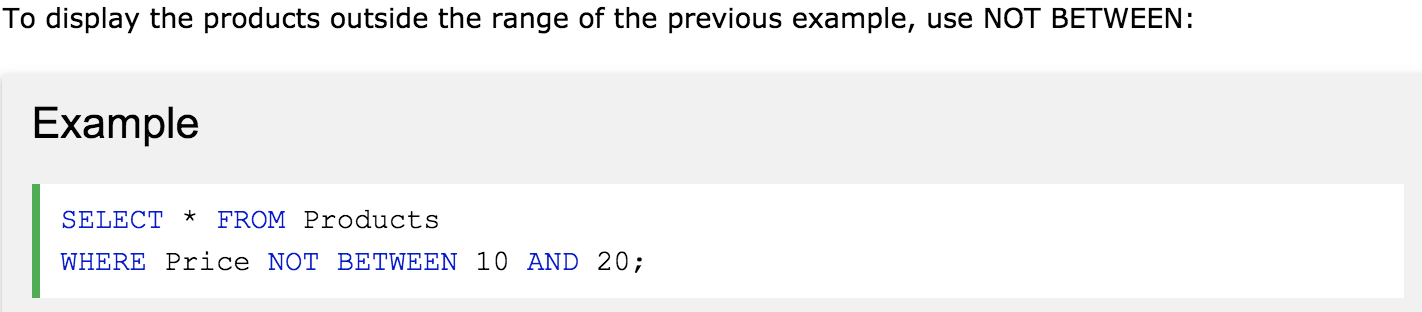 To display the products outside the range of the previous example, use NOT BETWEEN:
Example
SELECT * FROM Products
WHERE Price NOT BETWEEN 10 AND 20;